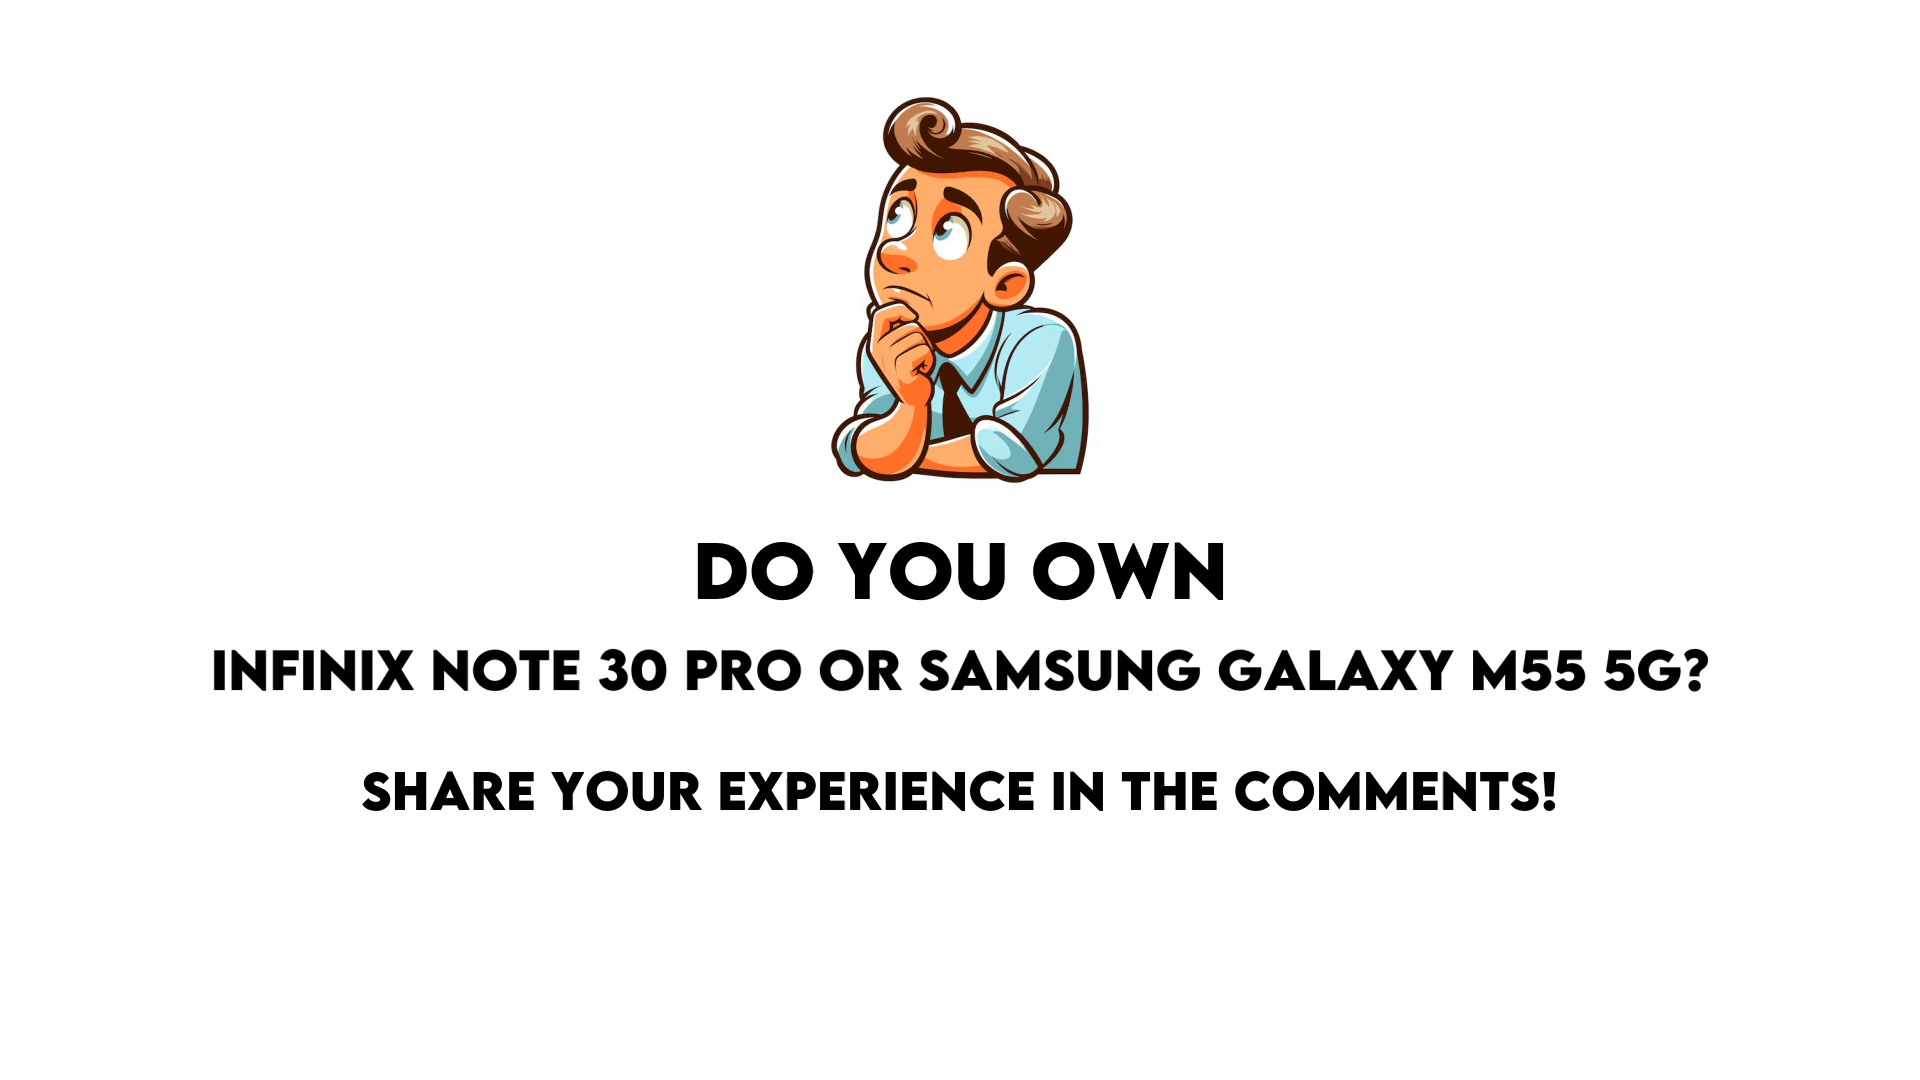 DO YOU OWN
INFINIX NOTE 30 PRO OR SAMSUNG GALAXY M55 5G?
SHARE YOUR EXPERIENCE IN THE COMMENTS!